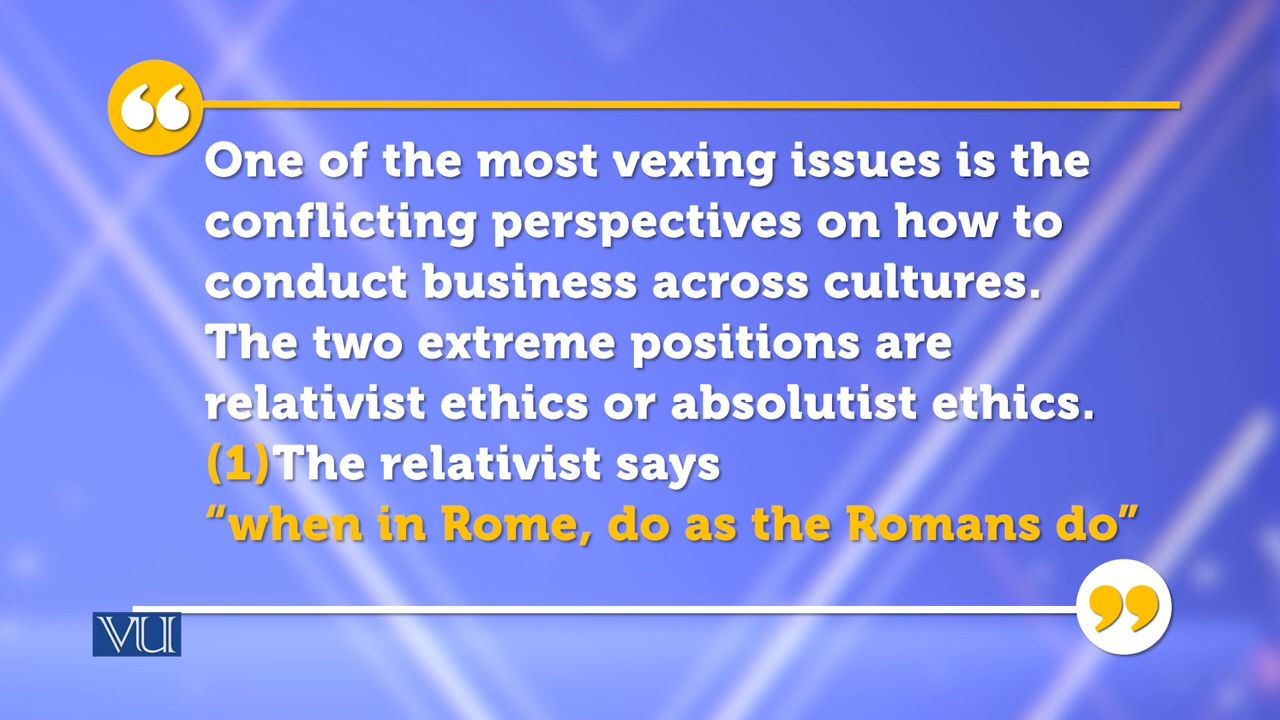 One of the most vexing issues is the
conflicting perspectives on how to
conduct business across cultures.
The two extreme positions are
relativist ethics or absolutist ethics.
(1)The relativist says
“when in Rome, do as the Romans do”
VU